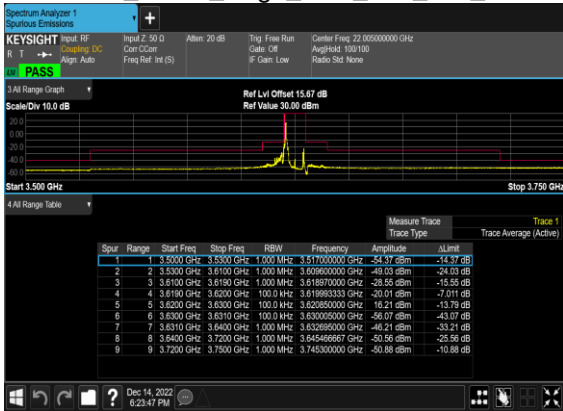 Spectrum Analyzer 1
Spurious Emissions
KEYSIGHT Input: RF Input Z: 50 Ω Atten: 20 dB Trig: Free Run Center Freq: 22.005000000 GHz
R T Coupling: DC Corr CCorr Gate: Off Avg|Hold: 100/100
Align: Auto Freq Ref: Int (S) IF Gain: Low Radio Std: None
PASS
3 All Range Graph
Ref Lvl Offset 15.67 dB
Scale/Div 10.0 dB Ref Value 30.00 dBm
20.0
0.00
-20.0
-40.0
-60.0
Start 3.500 GHz Stop 3.750 GHz
4 All Range Table
Measure Trace Trace 1
Trace Type Trace Average (Active)
Spur Range Start Freq Stop Freq RBW Frequency Amplitude ΔLimit
1 1 3.5000 GHz 3.5300 GHz 1.000 MHz 3.517000000 GHz -54.37 dBm -14.37 dB
2 2 3.5300 GHz 3.6100 GHz 1.000 MHz 3.609600000 GHz -49.03 dBm -24.03 dB
3 3 3.6100 GHz 3.6190 GHz 1.000 MHz 3.618970000 GHz -28.55 dBm -15.55 dB
4 4 3.6190 GHz 3.6200 GHz 100.0 kHz 3.619993333 GHz -20.01 dBm -7.011 dB
5 5 3.6200 GHz 3.6300 GHz 100.0 kHz 3.620850000 GHz 16.21 dBm -13.79 dB
6 6 3.6300 GHz 3.6310 GHz 100.0 kHz 3.630005000 GHz -56.07 dBm -43.07 dB
7 7 3.6310 GHz 3.6400 GHz 1.000 MHz 3.632695000 GHz -46.21 dBm -33.21 dB
8 8 3.6400 GHz 3.7200 GHz 1.000 MHz 3.645466667 GHz -50.56 dBm -25.56 dB
9 9 3.7200 GHz 3.7500 GHz 1.000 MHz 3.745300000 GHz -50.88 dBm -10.88 dB
? Dec 14, 2022
6:23:47 PM